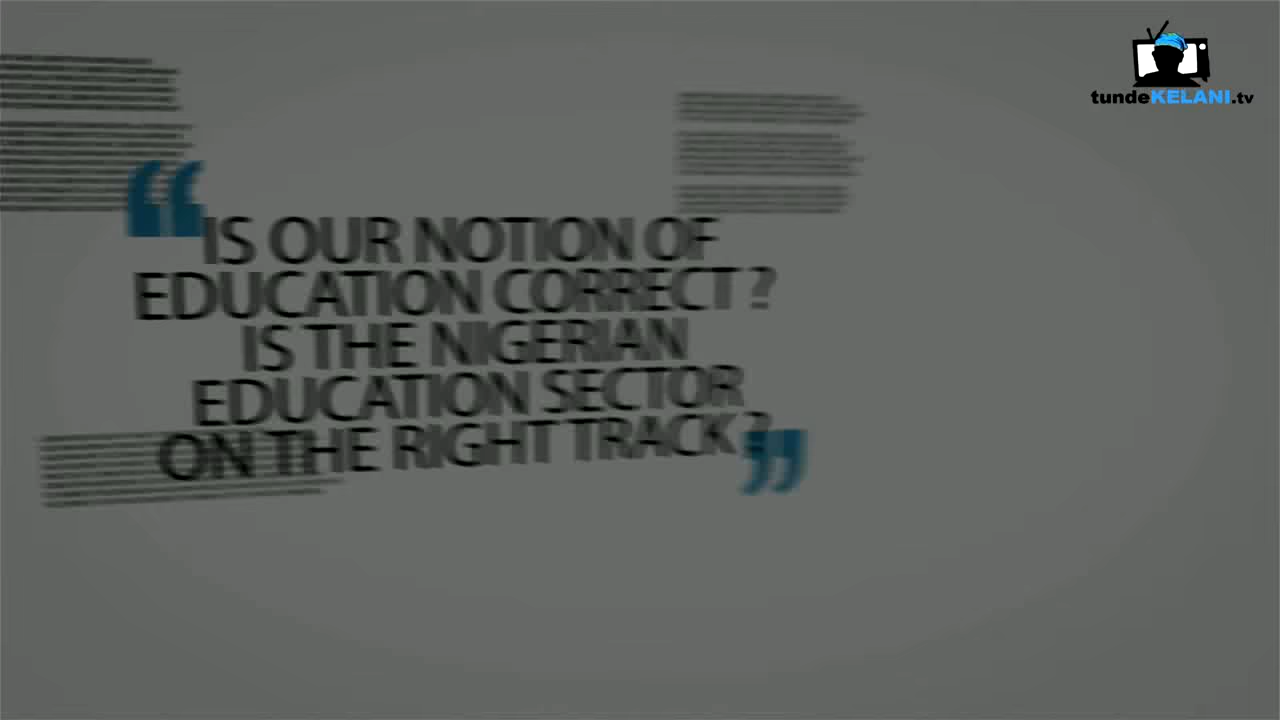 tundeKELANI.tv
“IS OUR NOTION OF
EDUCATION CORRECT ?
IS THE NIGERIAN
EDUCATION SECTOR
ON THE RIGHT TRACK ?”